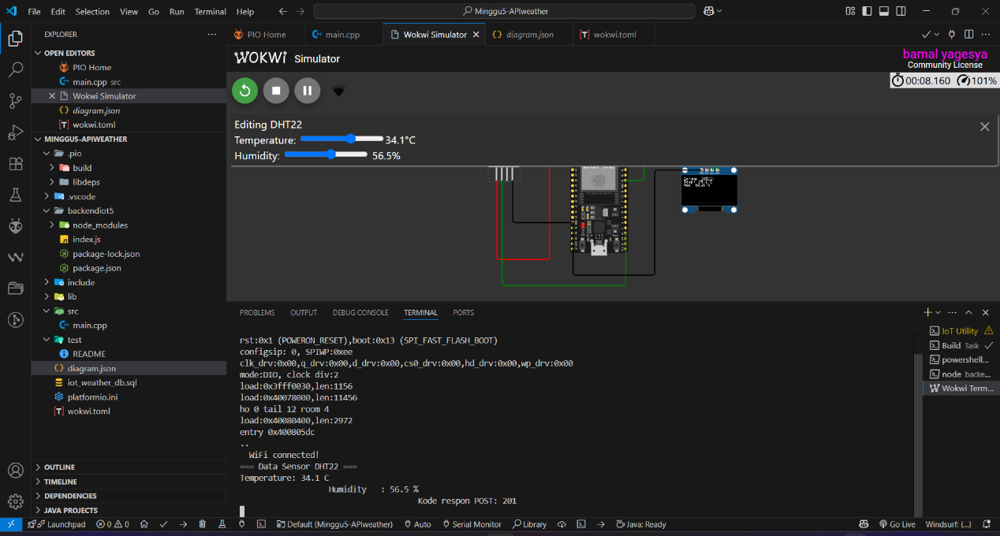 File Edit Selection View Go Run Terminal Help
Minggu5-APIweather
EXPLORER
OPEN EDITORS
PIO Home
main.cpp src
Wokwi Simulator
diagram.json
wokwi.toml
MINGGU5-APIWEATHER
.pio
build
libdeps
.vscode
backendiot5
node_modules
index.js
package-lock.json
package.json
include
lib
src
main.cpp
test
README
diagram.json
iot_weather_db.sql
platformio.ini
wokwi.toml
OUTLINE
TIMELINE
DEPENDENCIES
JAVA PROJECTS
PIO Home
main.cpp
Wokwi Simulator
diagram.json
wokwi.toml
WOKWi Simulator
bamal yagesya
Community License
00:08.160 101%
Editing DHT22
Temperature: 34.1°C
Humidity: 56.5%
PROBLEMS OUTPUT DEBUG CONSOLE TERMINAL PORTS
rst:0x1 (POWERON_RESET),boot:0x13 (SPI_FAST_FLASH_BOOT)
configsip: 0, SPIWP:0xee
clk_drv:0x00,q_drv:0x00,d_drv:0x00,cs0_drv:0x00,hd_drv:0x00,wp_drv:0x00
mode:DIO, clock div:2
load:0x3fff0030,len:1156
load:0x40078000,len:11456
ho 0 tail 12 room 4
load:0x40080400,len:2972
entry 0x400805dc
..
WiFi connected!
=== Data Sensor DHT22 ===
Temperature: 34.1 C
Humidity : 56.5 %
Kode respon POST: 201
IoT Utility
Build Task
powershell...
node backe...
Wokwi Term...
Launchpad 0 0 Default (Minggu5-APIweather) Auto Serial Monitor Library Java: Ready Go Live Windsurf: {...}